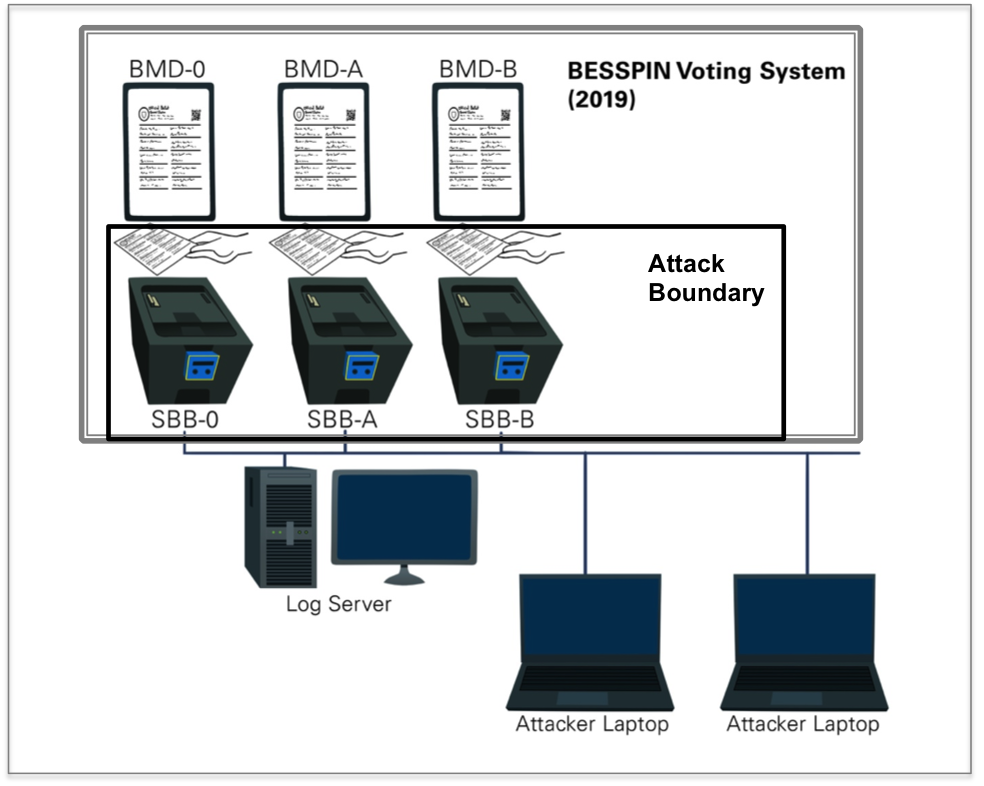 BMD-0 BMD-A BMD-B
BESSPIN Voting System
(2019)
Attack
Boundary
SBB-0 SBB-A SBB-B
Log Server
Attacker Laptop Attacker Laptop